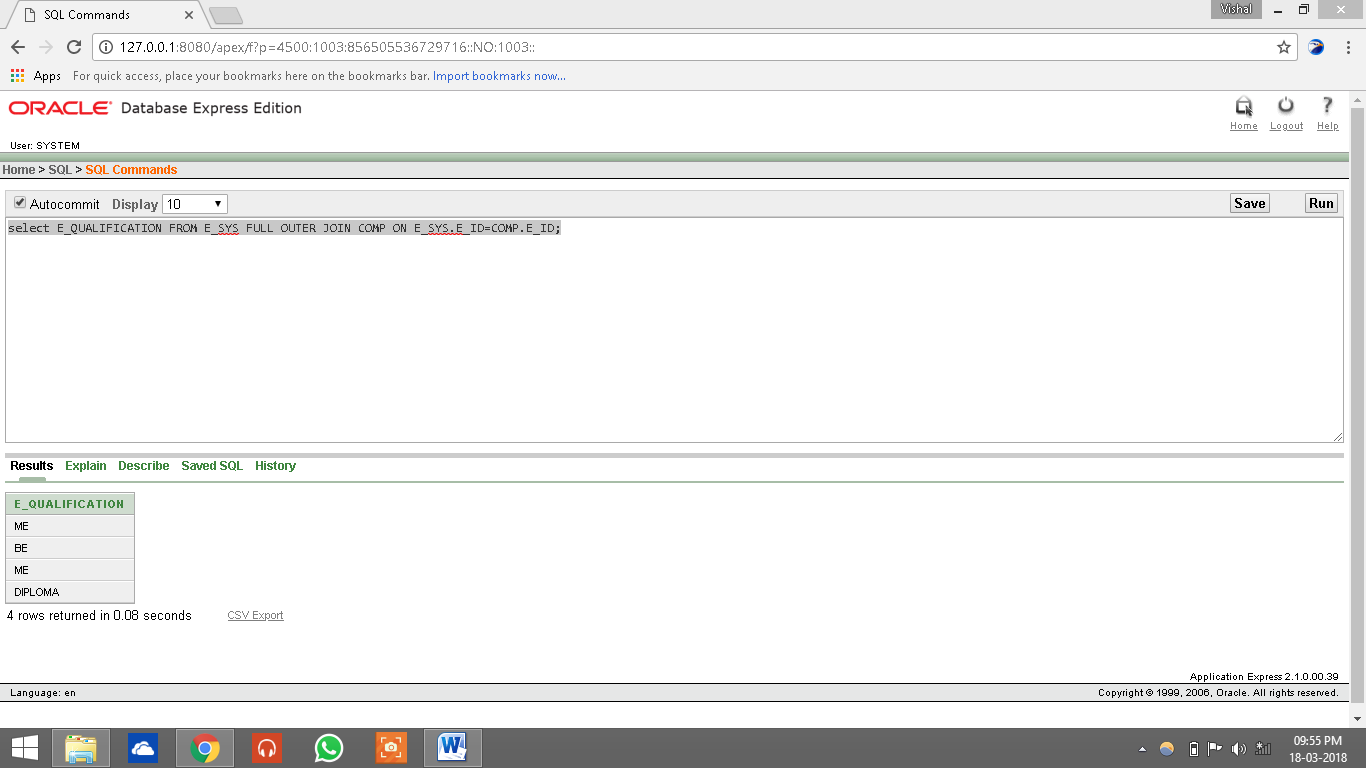 SQL Commands
Vishal
127.0.0.1:8080/apex/f?p=4500:1003:856505536729716::NO:1003::
Apps For quick access, place your bookmarks here on the bookmarks bar. Import bookmarks now...
ORACLE Database Express Edition
Home Logout Help
User: SYSTEM
Home > SQL > SQL Commands
Autocommit Display 10 Save Run
select E_QUALIFICATION FROM E_SYS FULL OUTER JOIN COMP ON E_SYS.E_ID=COMP.E_ID;
Results Explain Describe Saved SQL History
E_QUALIFICATION
ME
BE
ME
DIPLOMA
4 rows returned in 0.08 seconds CSV Export
Application Express 2.1.0.00.39
Language: en Copyright © 1999, 2006, Oracle. All rights reserved.
09:55 PM
18-03-2018